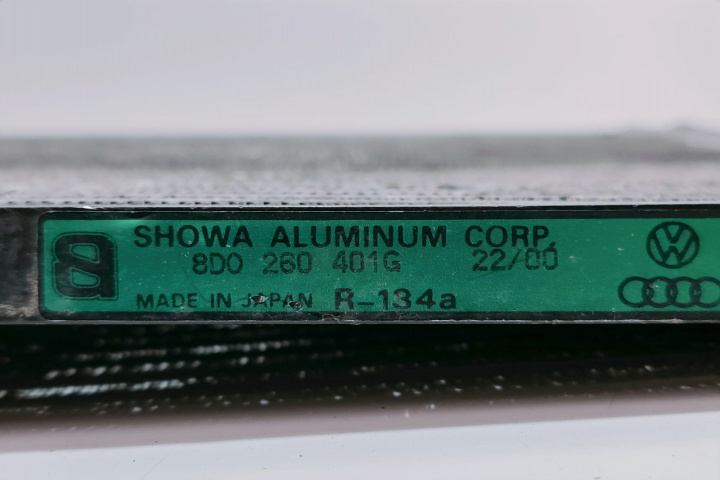 SHOWA ALUMINUM CORP.
8D0 260 401G 22/00
MADE IN JAPAN R-134a